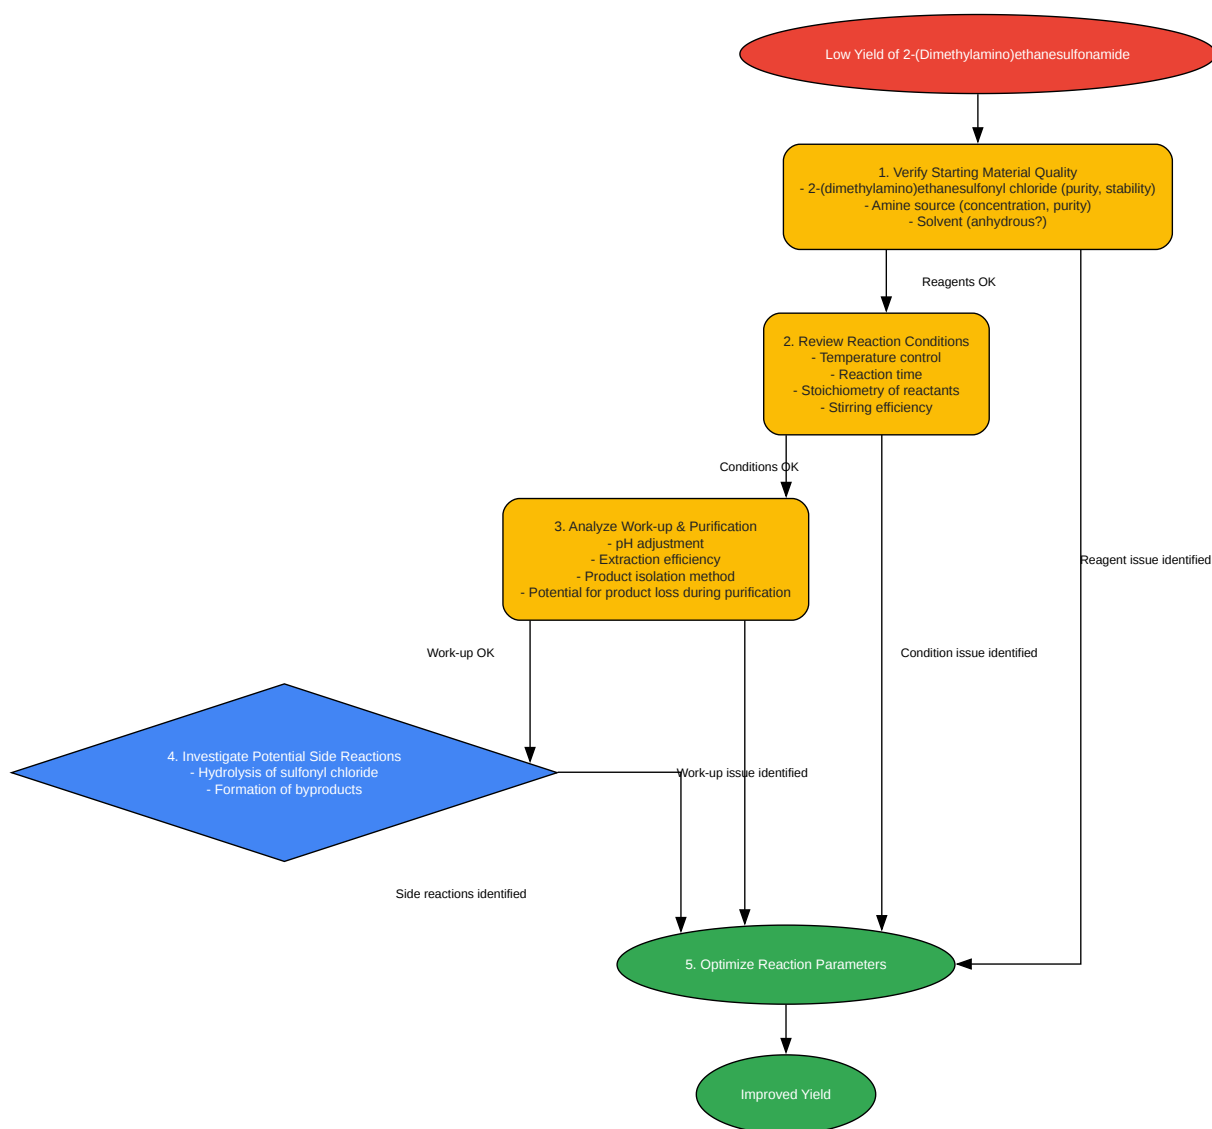 Low Yield of 2-(Dimethylamino)ethanesulfonamide
1. Verify Starting Material Quality
- 2-(dimethylamino)ethanesulfonyl chloride (purity, stability)
- Amine source (concentration, purity)
- Solvent (anhydrous?)
Reagents OK
2. Review Reaction Conditions
- Temperature control
- Reaction time
- Stoichiometry of reactants
- Stirring efficiency
Conditions OK
3. Analyze Work-up & Purification
- pH adjustment
- Extraction efficiency
- Product isolation method
- Potential for product loss during purification
Reagent issue identified
Work-up OK
Condition issue identified
4. Investigate Potential Side Reactions
- Hydrolysis of sulfonyl chloride
- Formation of byproducts
Work-up issue identified
Side reactions identified
5. Optimize Reaction Parameters
Improved Yield